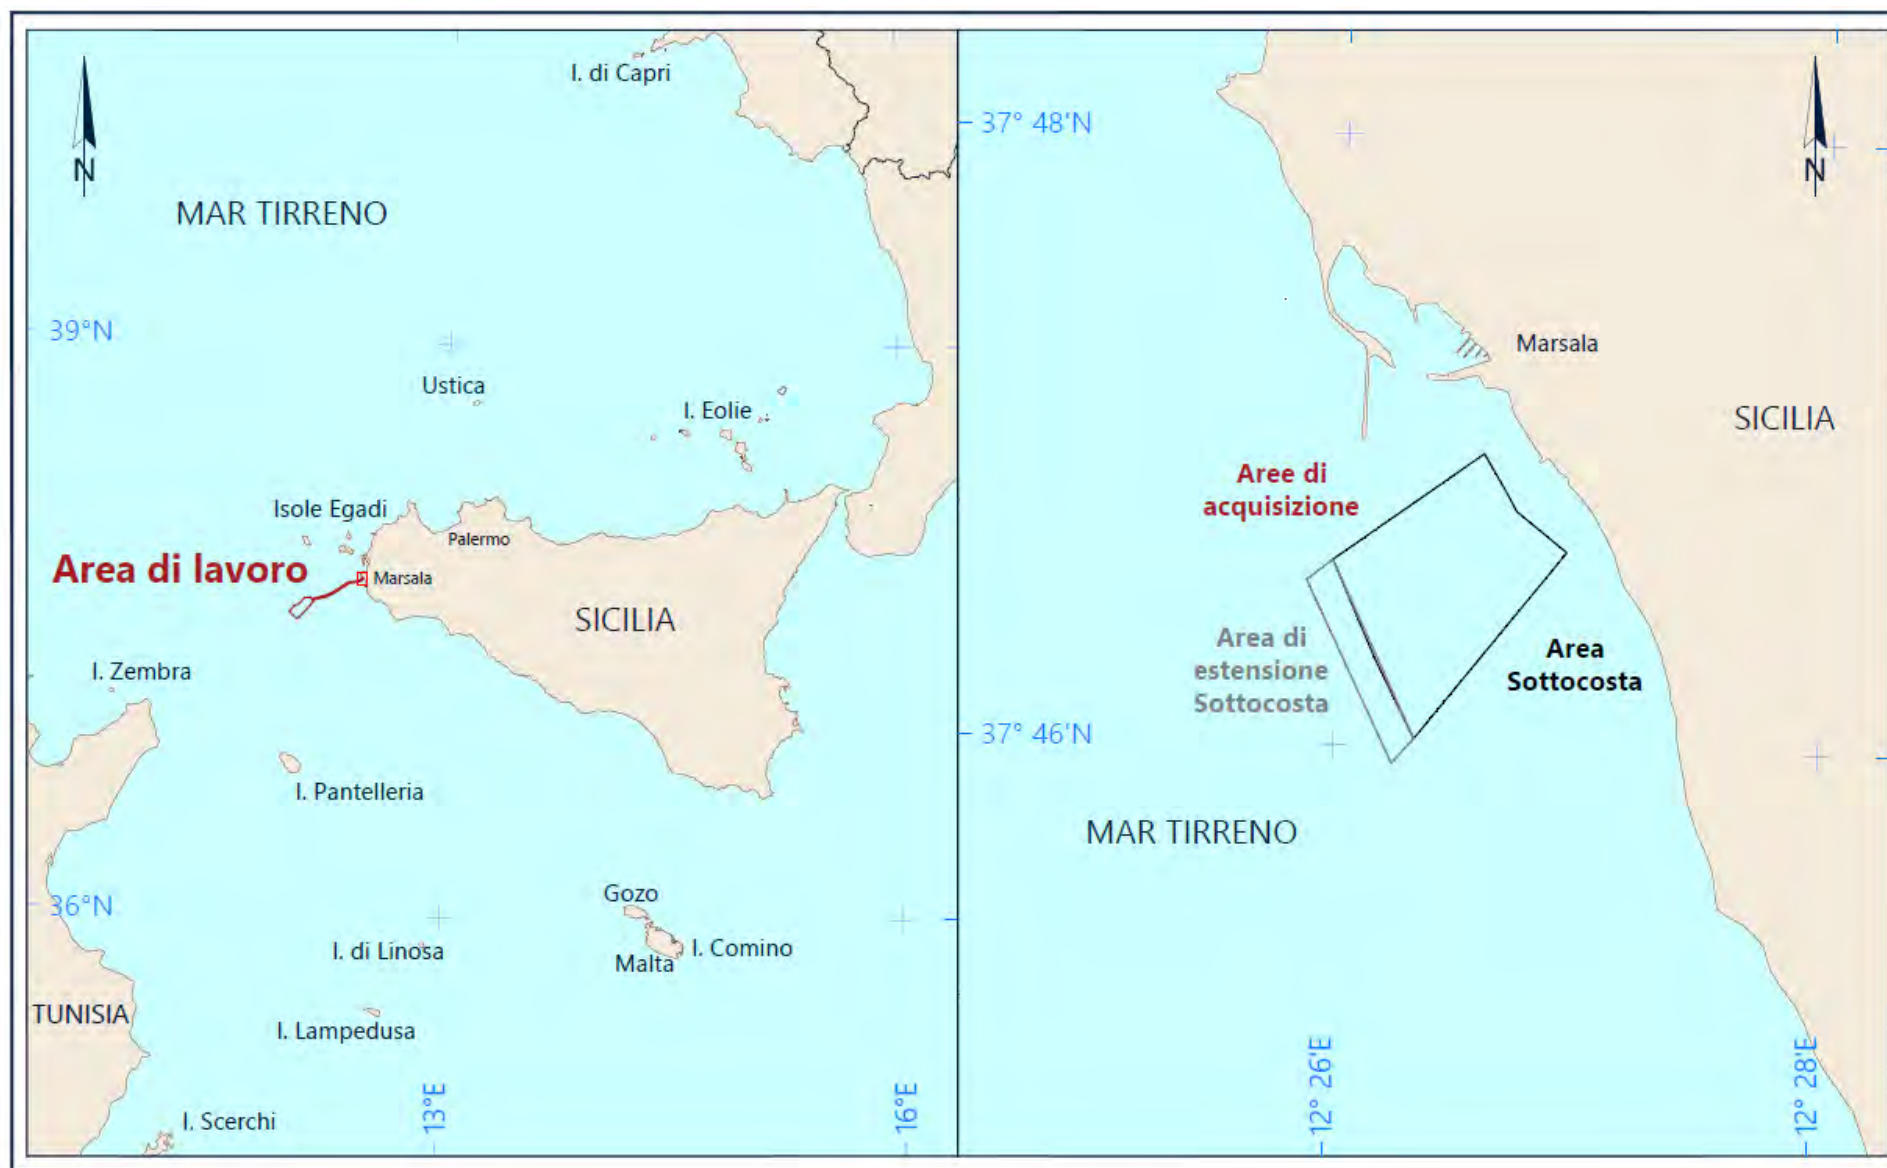 I. di Capri
N
MAR TIRRENO
39°N
Ustica
I. Eolie
Isole Egadi
Palermo
Area di lavoro
Marsala
SICILIA
I. Zembra
I. Pantelleria
36°N
Gozo
I. di Linosa
Malta
I. Comino
TUNISIA
I. Lampedusa
I. Scerchi
13°E
16°E
37° 48'N
N
Marsala
SICILIA
Aree di
acquisizione
Area di
estensione
Sottocosta
Area
Sottocosta
37° 46'N
MAR TIRRENO
12° 26'E
12° 28'E